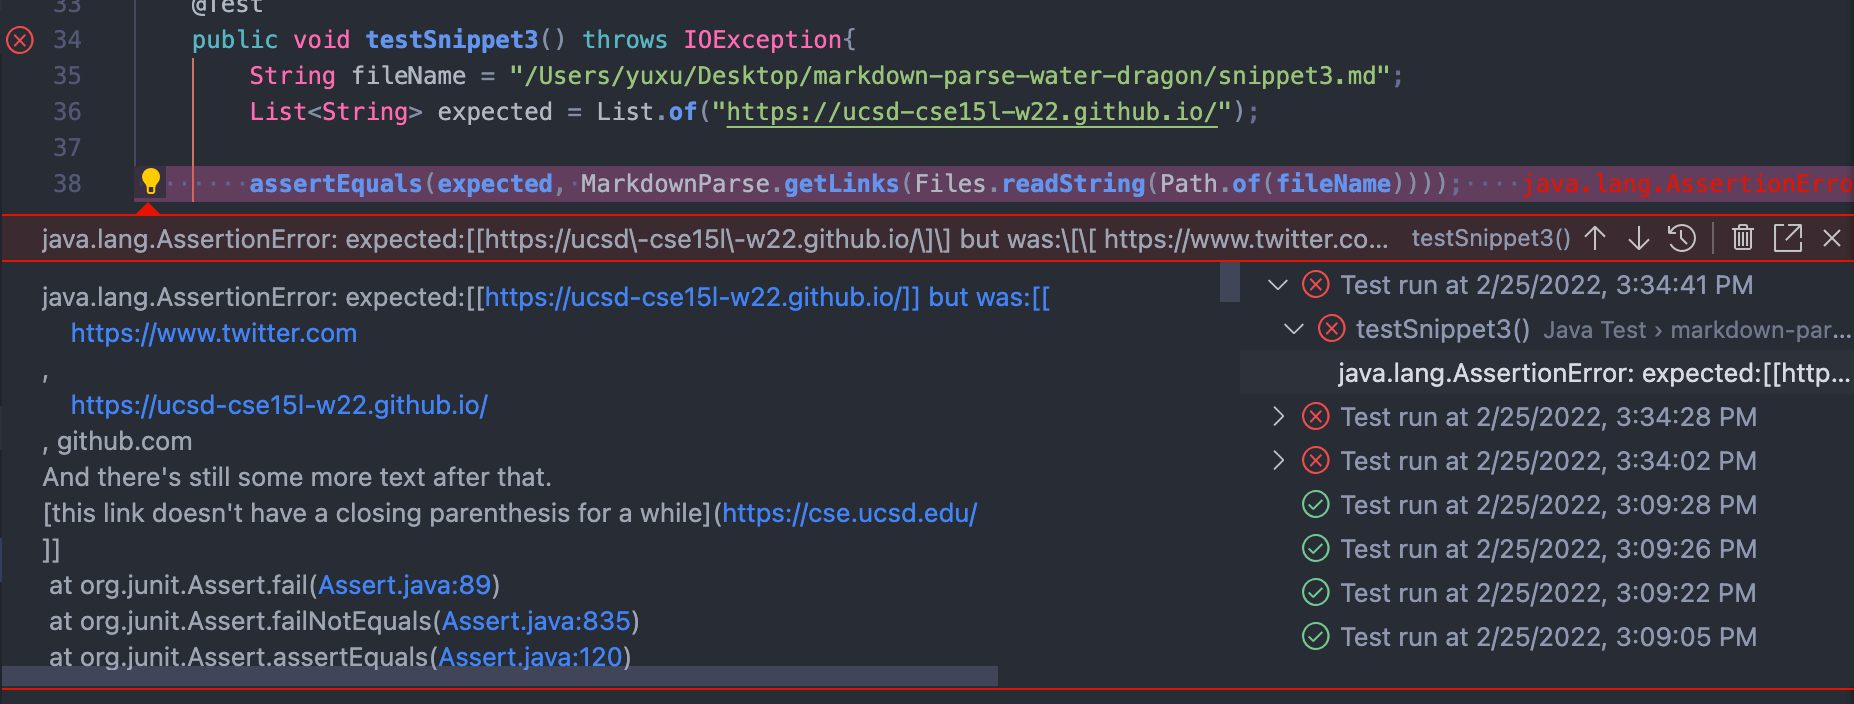 33 @Test
34 public void testSnippet3() throws IOException{
35 String fileName = "/Users/yuxu/Desktop/markdown-parse-water-dragon/snippet3.md";
36 List<String> expected = List.of("https://ucsd-cse15l-w22.github.io/");
37
38 assertEquals(expected, MarkdownParse.getLinks(Files.readString(Path.of(fileName)))); java.lang.AssertionErro
java.lang.AssertionError: expected:[[https://ucsd\-cse15l\-w22.github.io/\]\] but was:\[\[ https://www.twitter.co... testSnippet3()
java.lang.AssertionError: expected:[[https://ucsd-cse15l-w22.github.io/]] but was:[[
https://www.twitter.com
,
https://ucsd-cse15l-w22.github.io/
, github.com
And there's still some more text after that.
[this link doesn't have a closing parenthesis for a while](https://cse.ucsd.edu/
]]
at org.junit.Assert.fail(Assert.java:89)
at org.junit.Assert.failNotEquals(Assert.java:835)
at org.junit.Assert.assertEquals(Assert.java:120)
Test run at 2/25/2022, 3:34:41 PM
testSnippet3() Java Test › markdown-par...
java.lang.AssertionError: expected:[[http...
Test run at 2/25/2022, 3:34:28 PM
Test run at 2/25/2022, 3:34:02 PM
Test run at 2/25/2022, 3:09:28 PM
Test run at 2/25/2022, 3:09:26 PM
Test run at 2/25/2022, 3:09:22 PM
Test run at 2/25/2022, 3:09:05 PM